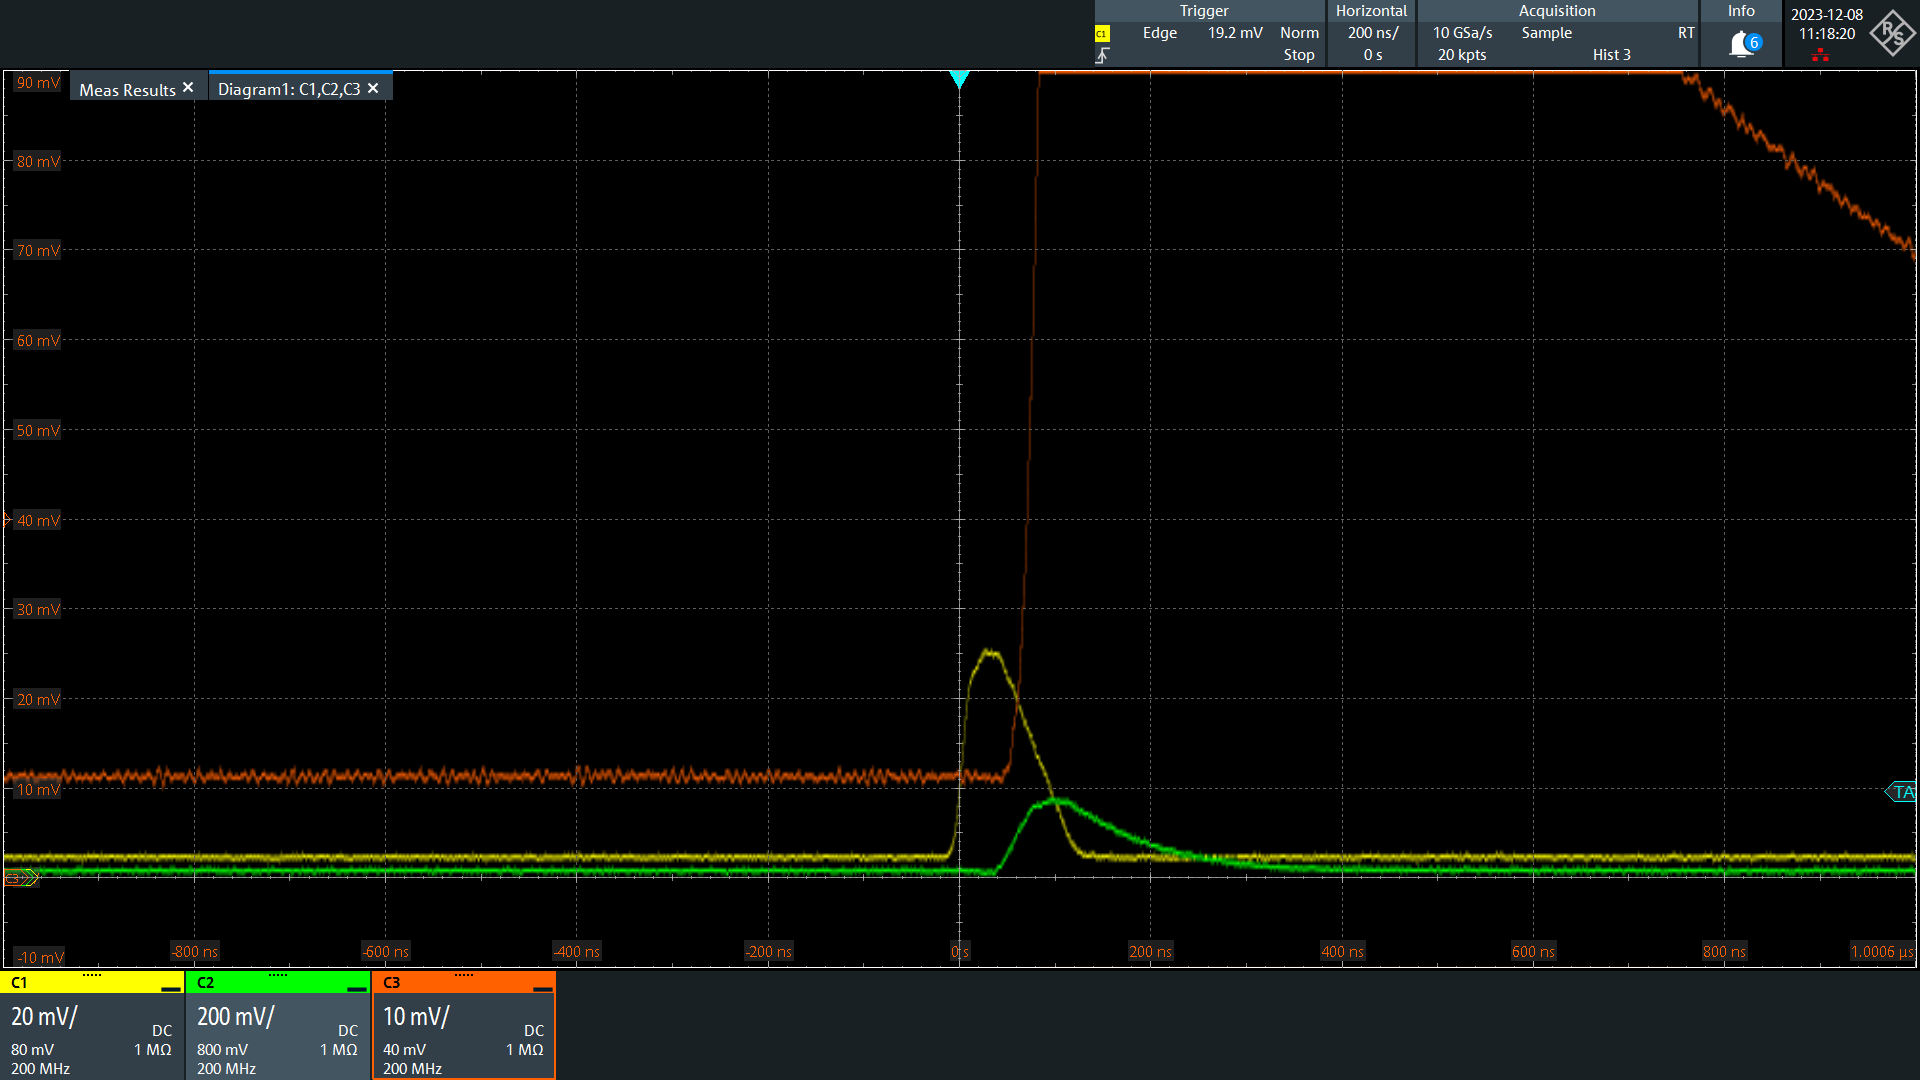 Trigger
C1 Edge 19.2 mV Norm
Stop
Horizontal
200 ns/
0 s
Acquisition
10 GSa/s Sample RT
20 kpts Hist 3
Info
6
2023-12-08
11:18:20
R S
Meas Results ✕
Diagram1: C1,C2,C3 ✕
90 mV
80 mV
70 mV
60 mV
50 mV
40 mV
30 mV
20 mV
10 mV
TA
C3
-10 mV
-800 ns
-600 ns
-400 ns
-200 ns
0 s
200 ns
400 ns
600 ns
800 ns
1.0006 µs
C1
20 mV/
DC
80 mV 1 MΩ
200 MHz
C2
200 mV/
DC
800 mV 1 MΩ
200 MHz
C3
10 mV/
DC
40 mV 1 MΩ
200 MHz